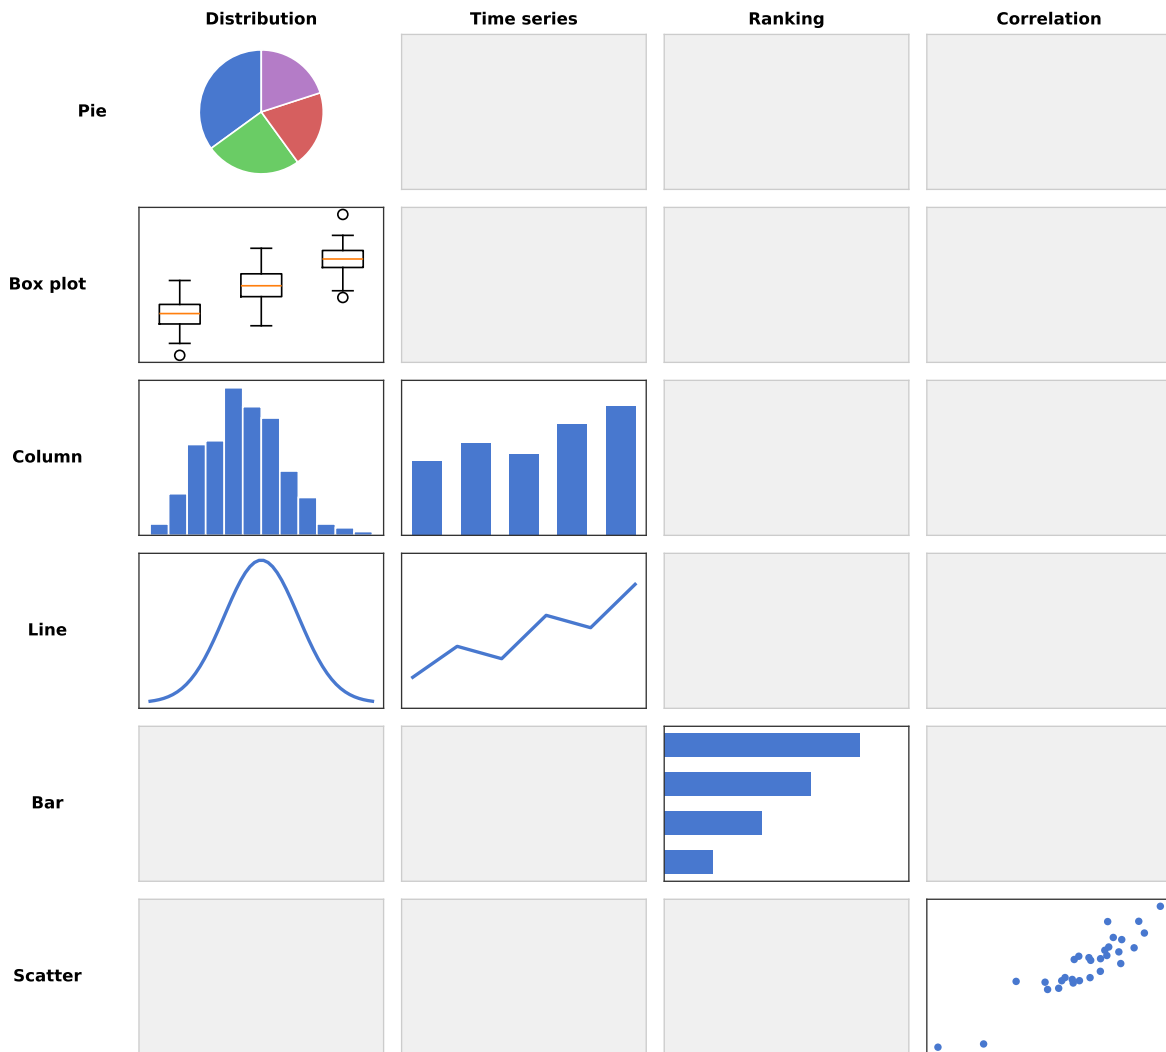 Distribution Time series Ranking Correlation
Pie
Box plot
Column
Line
Bar
Scatter